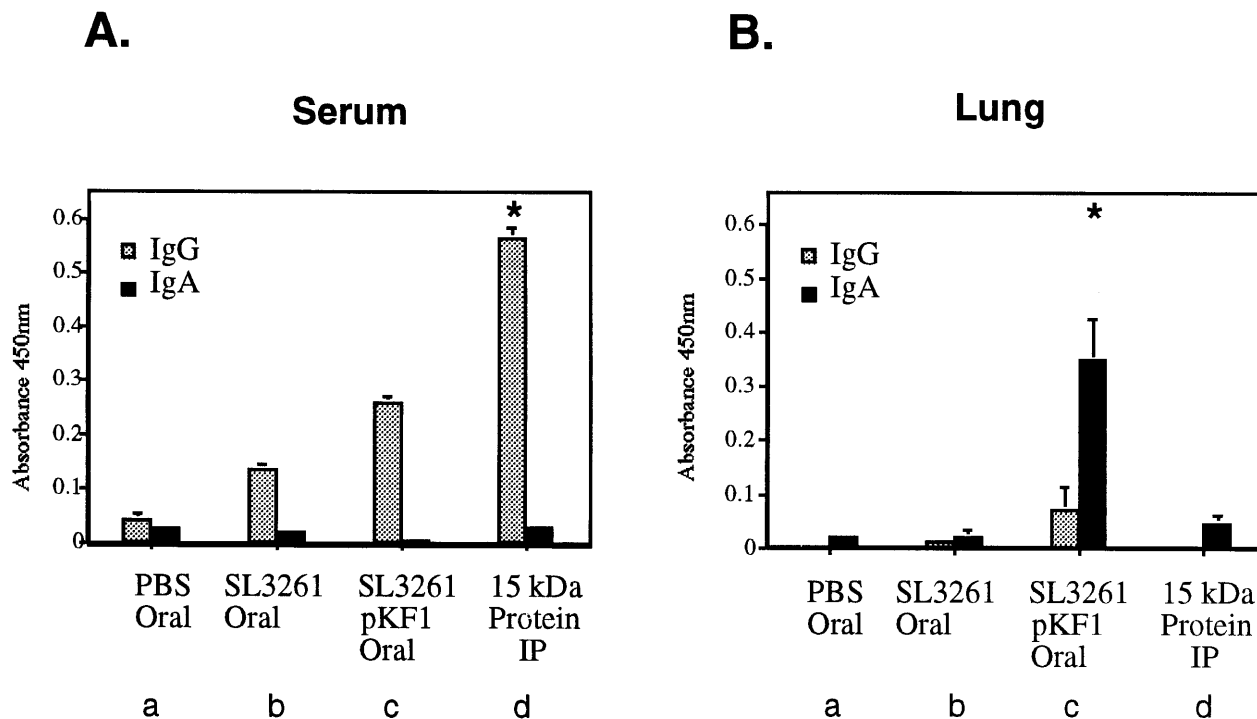 A.
Serum
Absorbance 450nm
0.6
0.5
0.4
0.3
0.2
0.1
0
IgG
IgA
*
PBS
Oral
SL3261
Oral
SL3261
pKF1
Oral
15 kDa
Protein
IP
a
b
c
d
B.
Lung
Absorbance 450nm
0.6
0.5
0.4
0.3
0.2
0.1
0
IgG
IgA
*
PBS
Oral
SL3261
Oral
SL3261
pKF1
Oral
15 kDa
Protein
IP
a
b
c
d